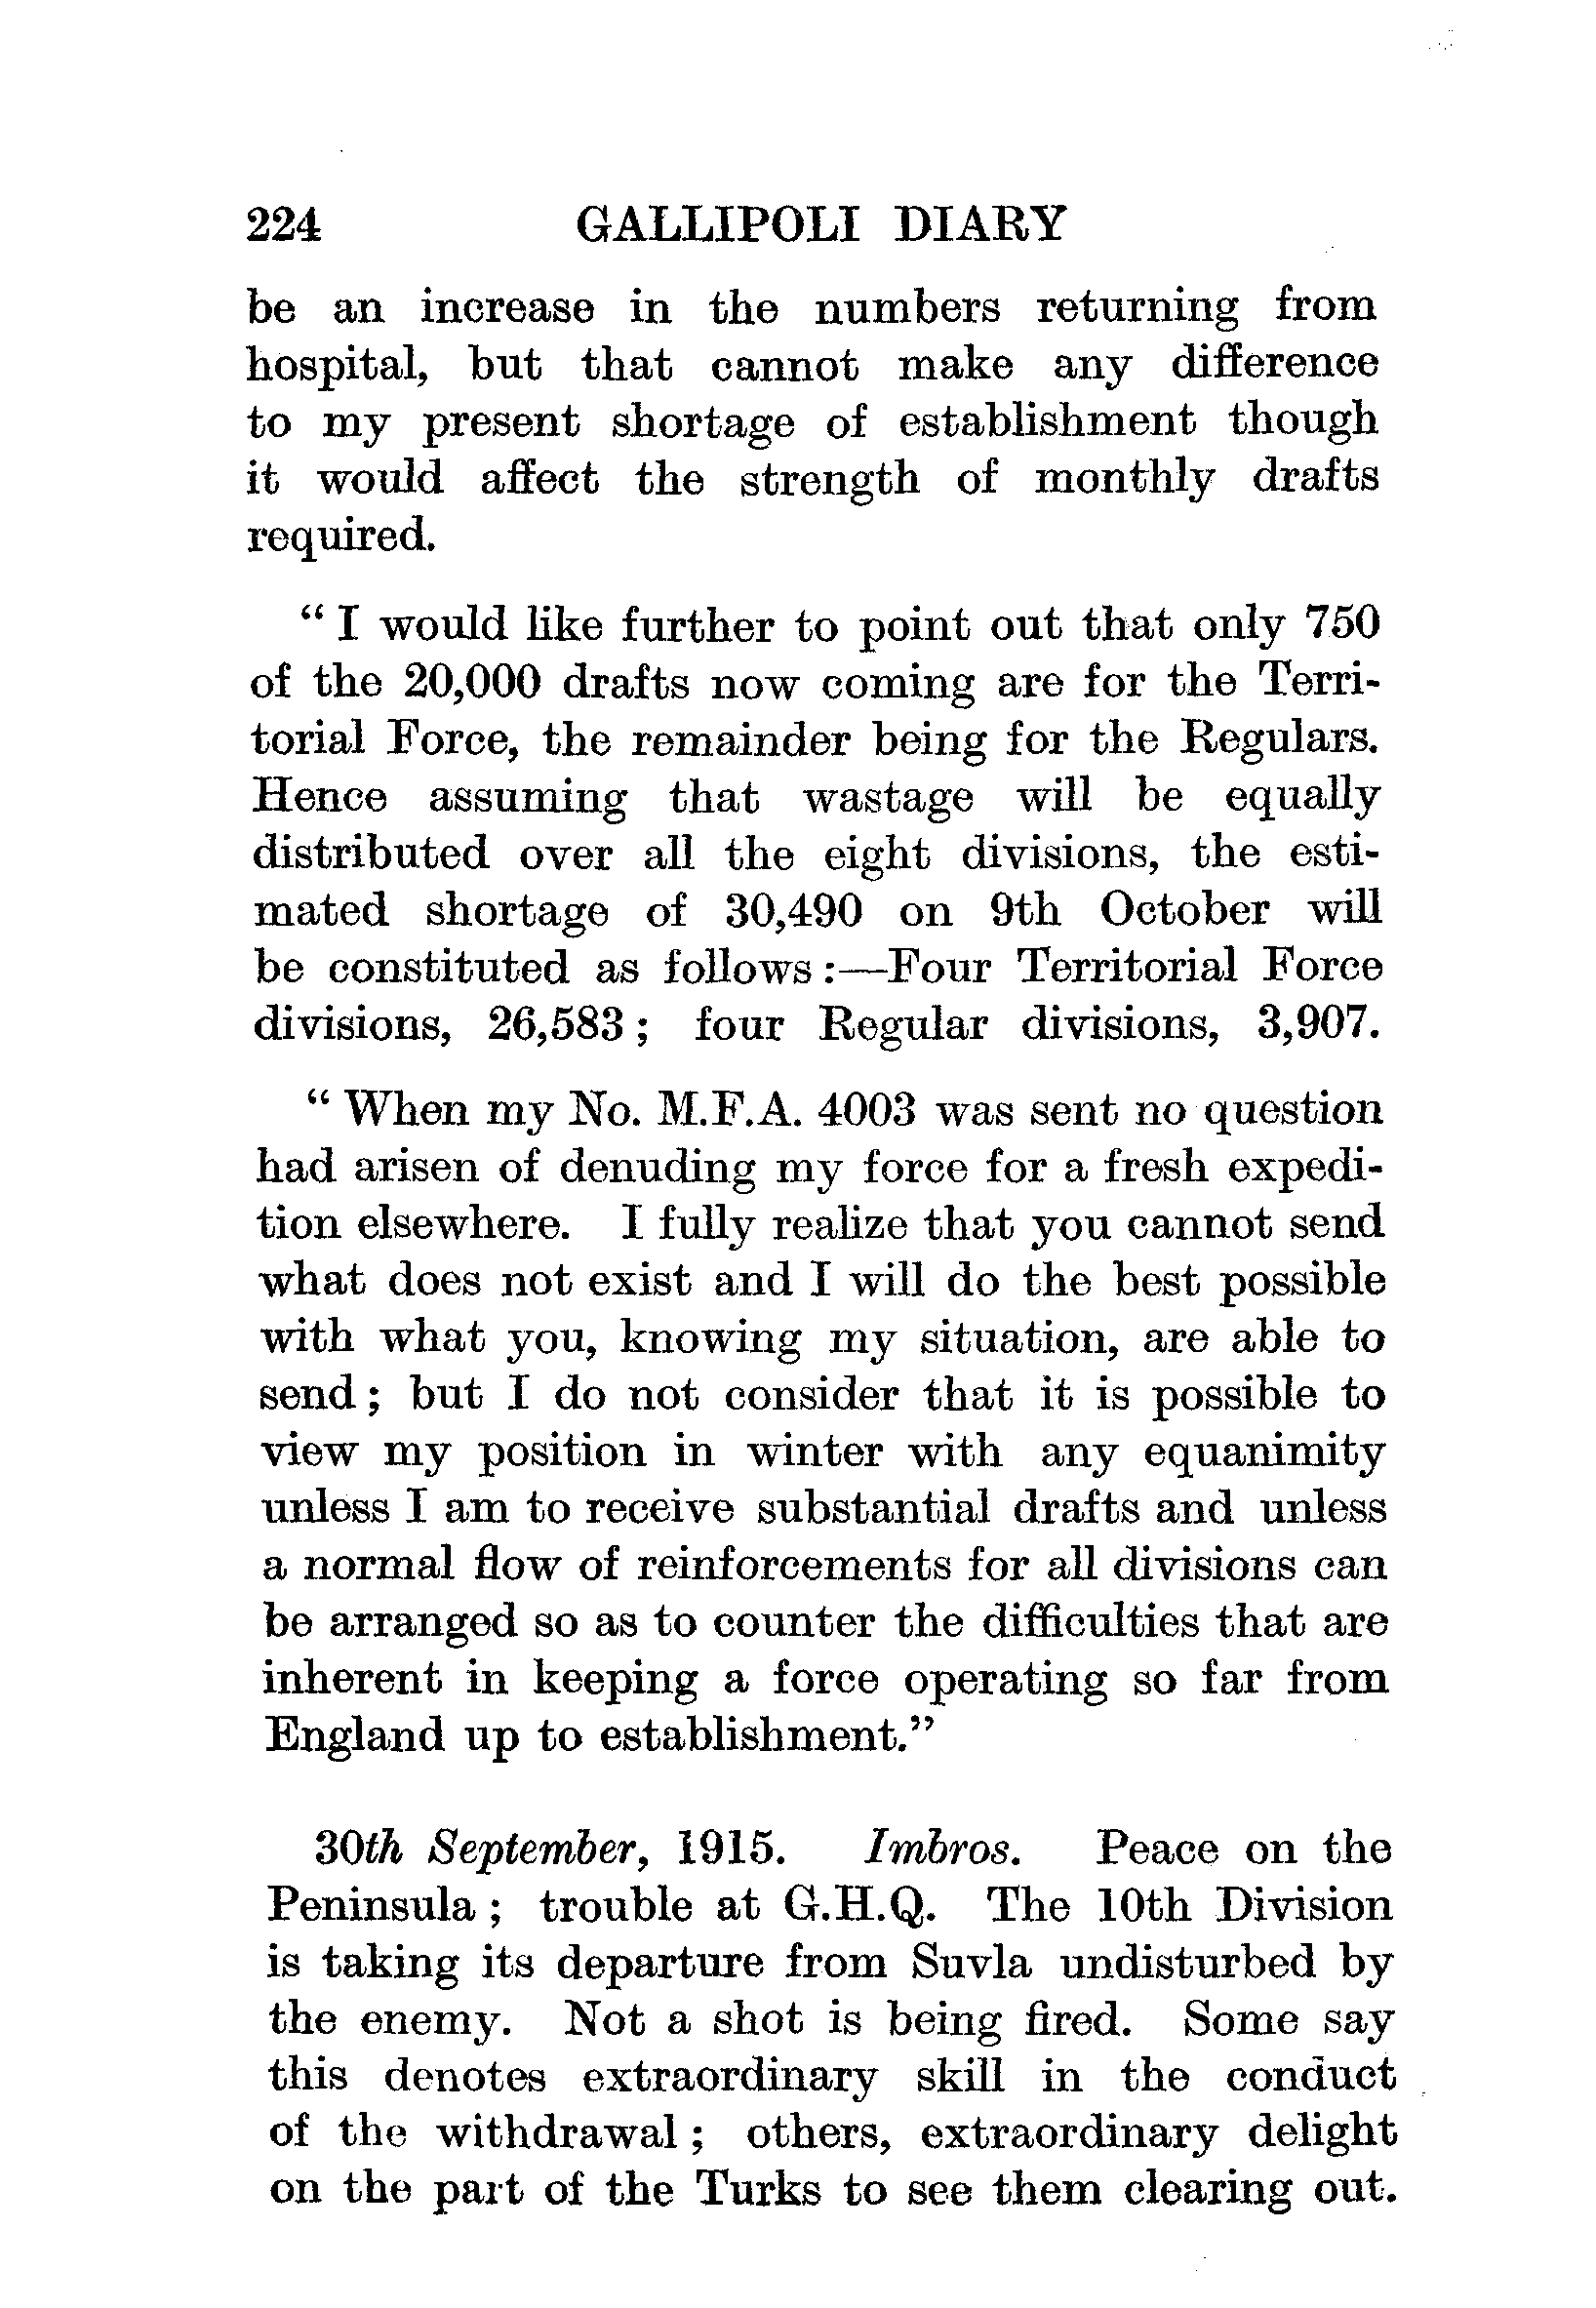 224 GALLIPOLI DIARY
be an increase in the numbers returning from
hospital, but that cannot make any difference
to my present shortage of establishment though
it would affect the strength of monthly drafts
required.
“ I would like further to point out that only 750
of the 20,000 drafts now coming are for the Terri-
torial Force, the remainder being for the Regulars.
Hence assuming that wastage will be equally
distributed over all the eight divisions, the esti-
mated shortage of 30,490 on 9th October will
be constituted as follows :—Four Territorial Force
divisions, 26,583 ; four Regular divisions, 3,907.
“ When my No. M.F.A. 4003 was sent no question
had arisen of denuding my force for a fresh expedi-
tion elsewhere. I fully realize that you cannot send
what does not exist and I will do the best possible
with what you, knowing my situation, are able to
send ; but I do not consider that it is possible to
view my position in winter with any equanimity
unless I am to receive substantial drafts and unless
a normal flow of reinforcements for all divisions can
be arranged so as to counter the difficulties that are
inherent in keeping a force operating so far from
England up to establishment.”
30th September, 1915. Imbros. Peace on the
Peninsula ; trouble at G.H.Q. The 10th Division
is taking its departure from Suvla undisturbed by
the enemy. Not a shot is being fired. Some say
this denotes extraordinary skill in the conduct
of the withdrawal ; others, extraordinary delight
on the part of the Turks to see them clearing out.